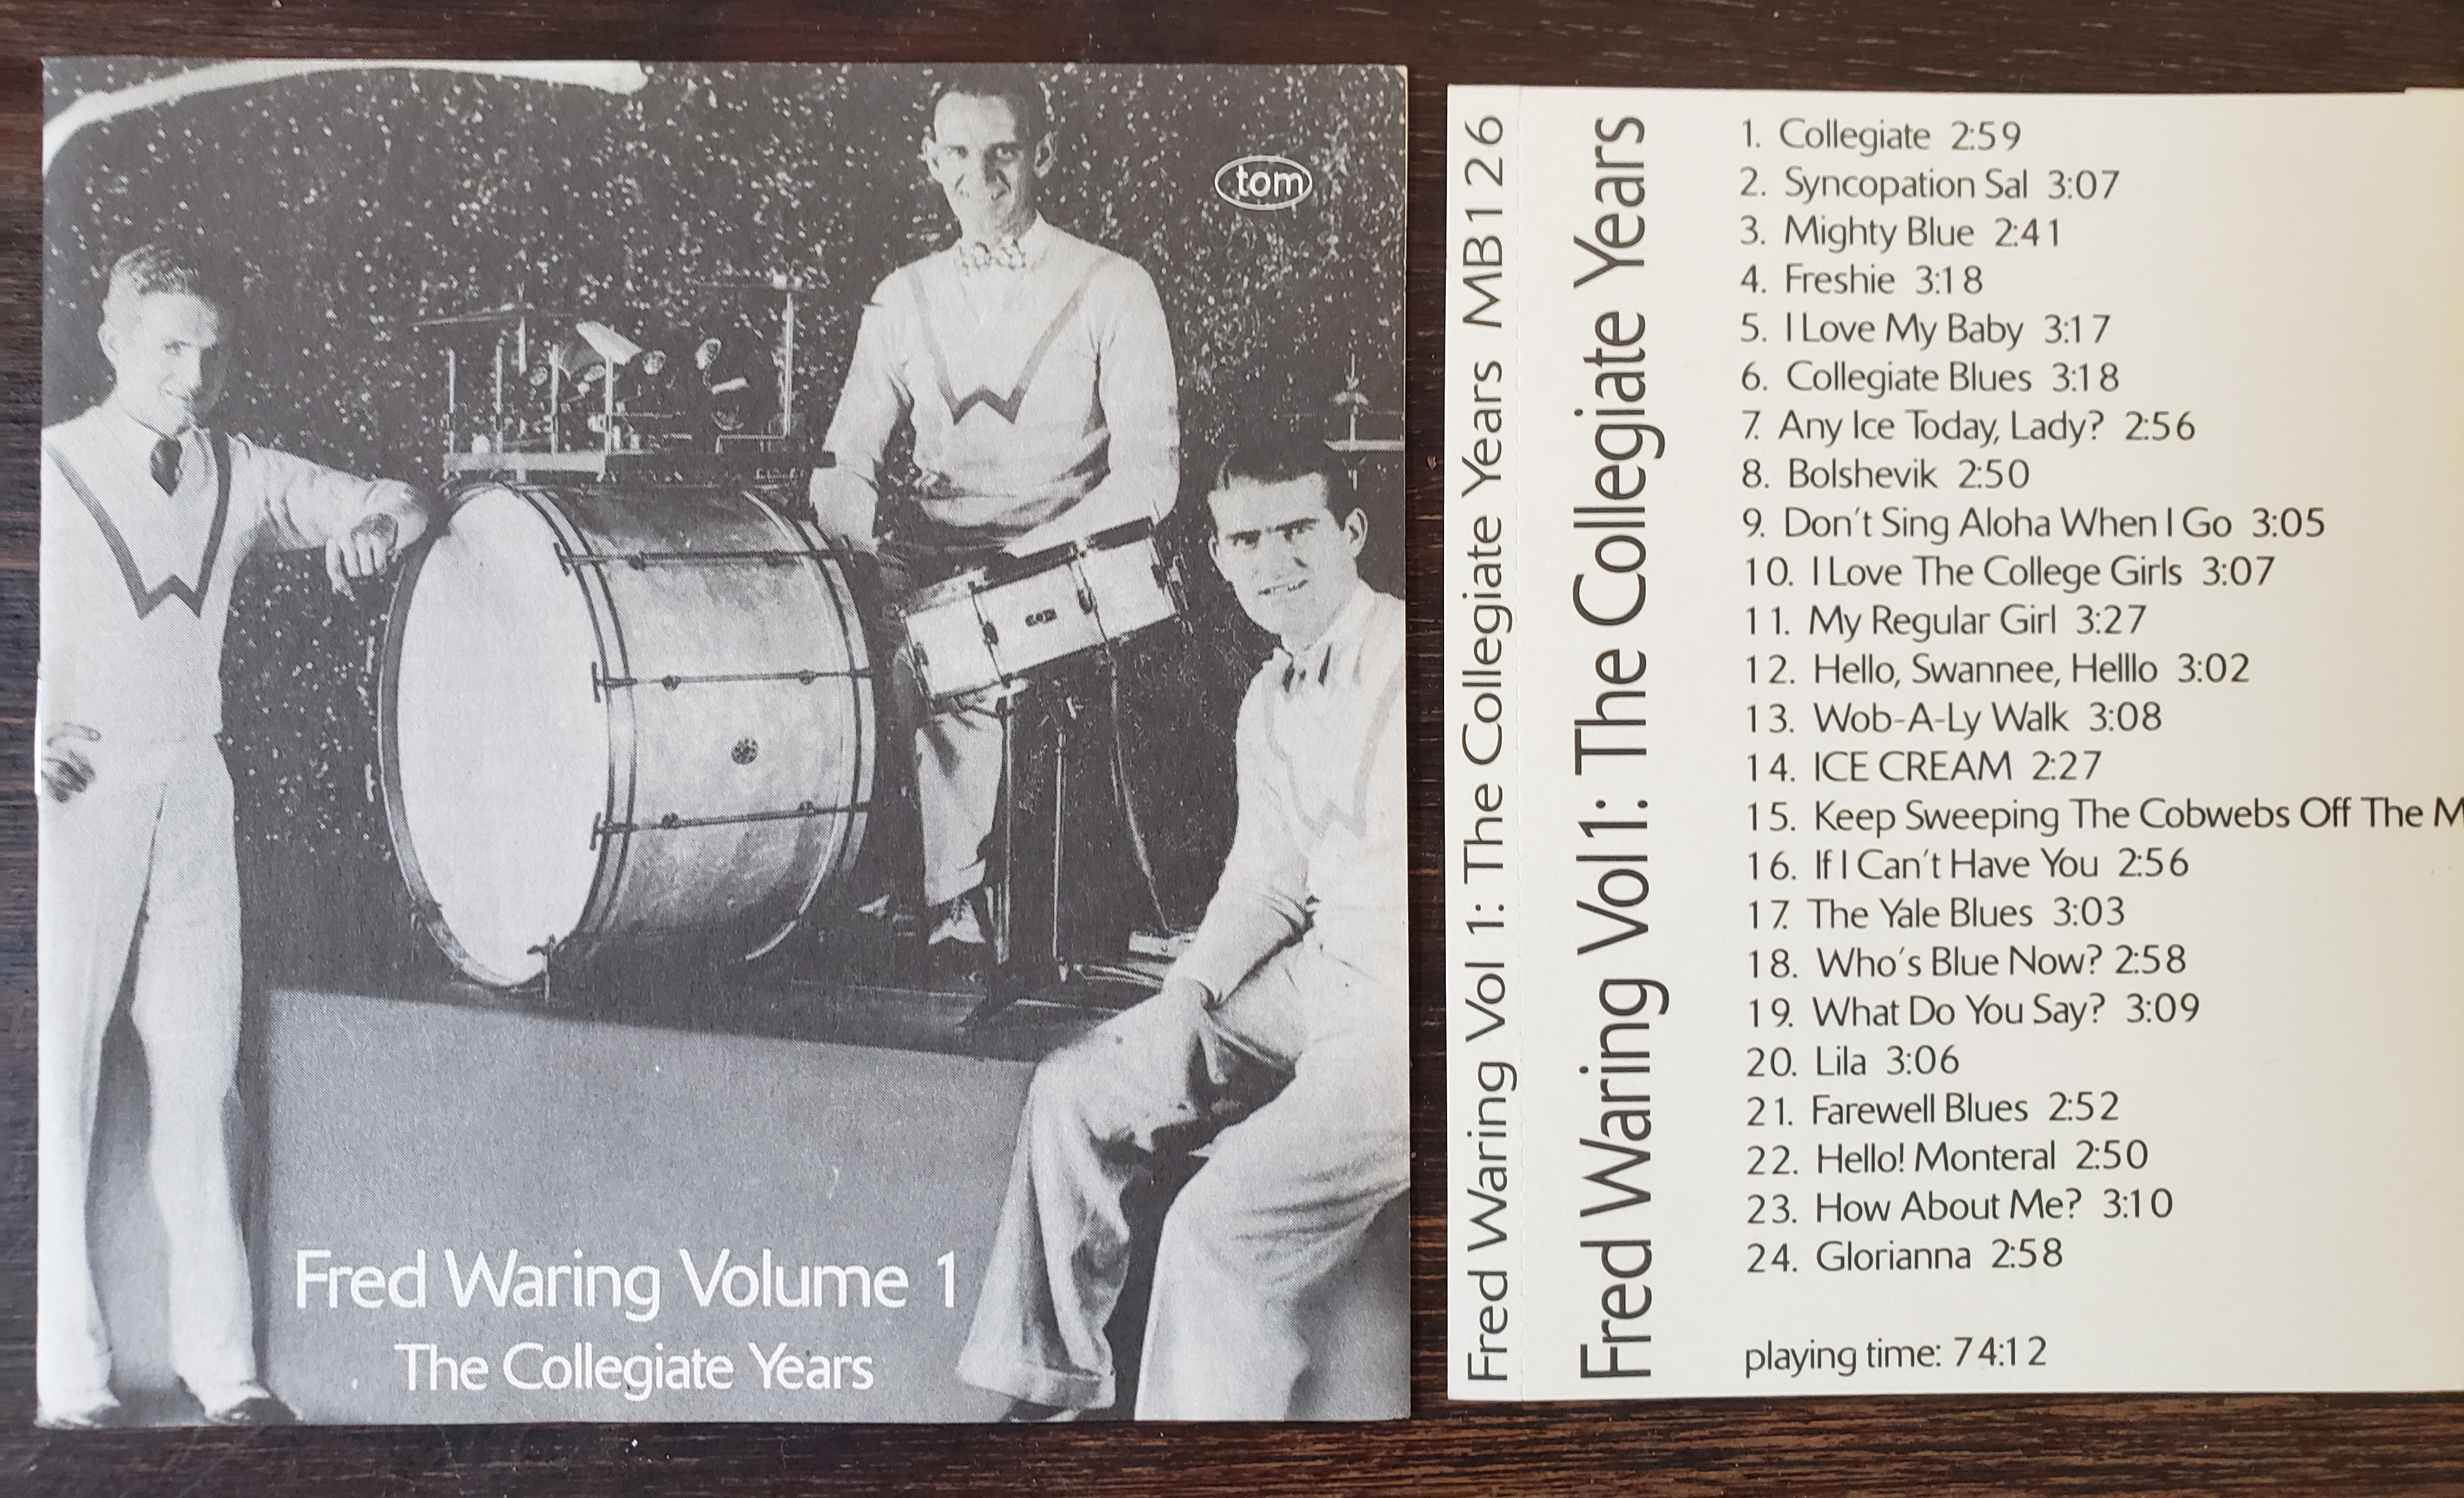 tom
Fred Waring Volume 1
The Collegiate Years
Fred Waring Vol 1: The Collegiate Years MB126
Fred Waring Vol1: The Collegiate Years
1. Collegiate 2:59
2. Syncopation Sal 3:07
3. Mighty Blue 2:41
4. Freshie 3:18
5. I Love My Baby 3:17
6. Collegiate Blues 3:18
7. Any Ice Today, Lady? 2:56
8. Bolshevik 2:50
9. Don't Sing Aloha When I Go 3:05
10. I Love The College Girls 3:07
11. My Regular Girl 3:27
12. Hello, Swannee, Helllo 3:02
13. Wob-A-Ly Walk 3:08
14. ICE CREAM 2:27
15. Keep Sweeping The Cobwebs Off The M
16. If I Can't Have You 2:56
17. The Yale Blues 3:03
18. Who's Blue Now? 2:58
19. What Do You Say? 3:09
20. Lila 3:06
21. Farewell Blues 2:52
22. Hello! Monteral 2:50
23. How About Me? 3:10
24. Glorianna 2:58
playing time: 74:12